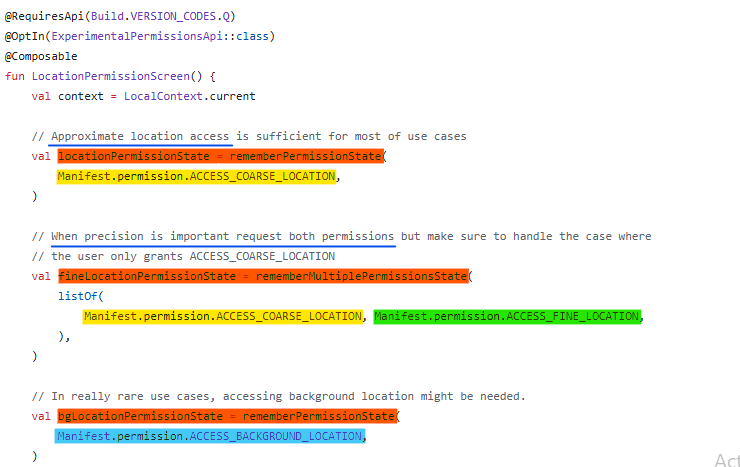 @RequiresApi(Build.VERSION_CODES.Q)
@OptIn(ExperimentalPermissionsApi::class)
@Composable
fun LocationPermissionScreen() {
    val context = LocalContext.current

    // Approximate location access is sufficient for most of use cases
    val locationPermissionState = rememberPermissionState(
        Manifest.permission.ACCESS_COARSE_LOCATION,
    )

    // When precision is important request both permissions but make sure to handle the case where
    // the user only grants ACCESS_COARSE_LOCATION
    val fineLocationPermissionState = rememberMultiplePermissionsState(
        listOf(
            Manifest.permission.ACCESS_COARSE_LOCATION, Manifest.permission.ACCESS_FINE_LOCATION,
        ),
    )

    // In really rare use cases, accessing background location might be needed.
    val bgLocationPermissionState = rememberPermissionState(
        Manifest.permission.ACCESS_BACKGROUND_LOCATION,
    )
Act